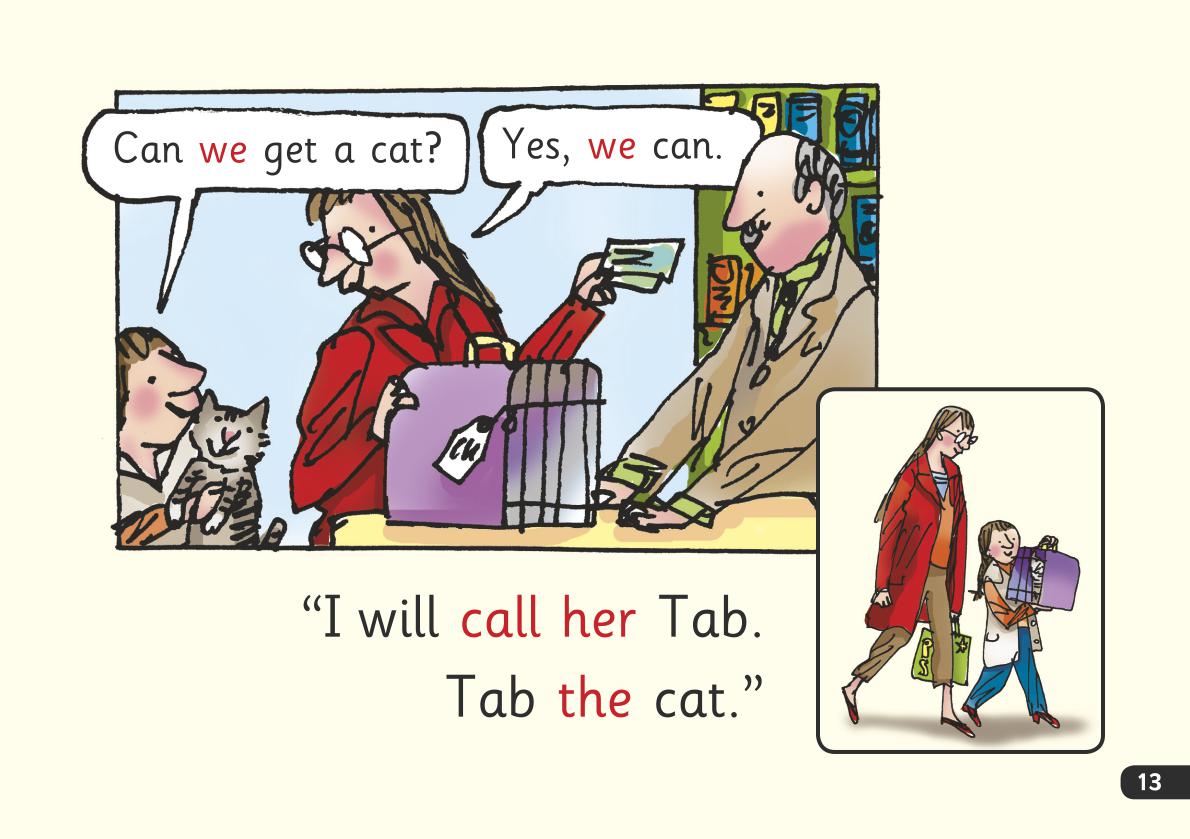 Can we get a cat?
Yes, we can.
“I will call her Tab.
Tab the cat.”
13